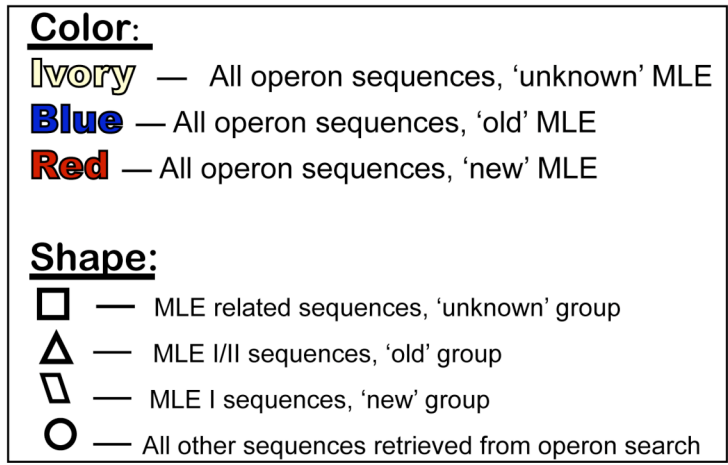 Color:
Ivory — All operon sequences, ‘unknown’ MLE
Blue — All operon sequences, ‘old’ MLE
Red — All operon sequences, ‘new’ MLE
Shape:
— MLE related sequences, ‘unknown’ group
— MLE I/II sequences, ‘old’ group
— MLE I sequences, ‘new’ group
— All other sequences retrieved from operon search